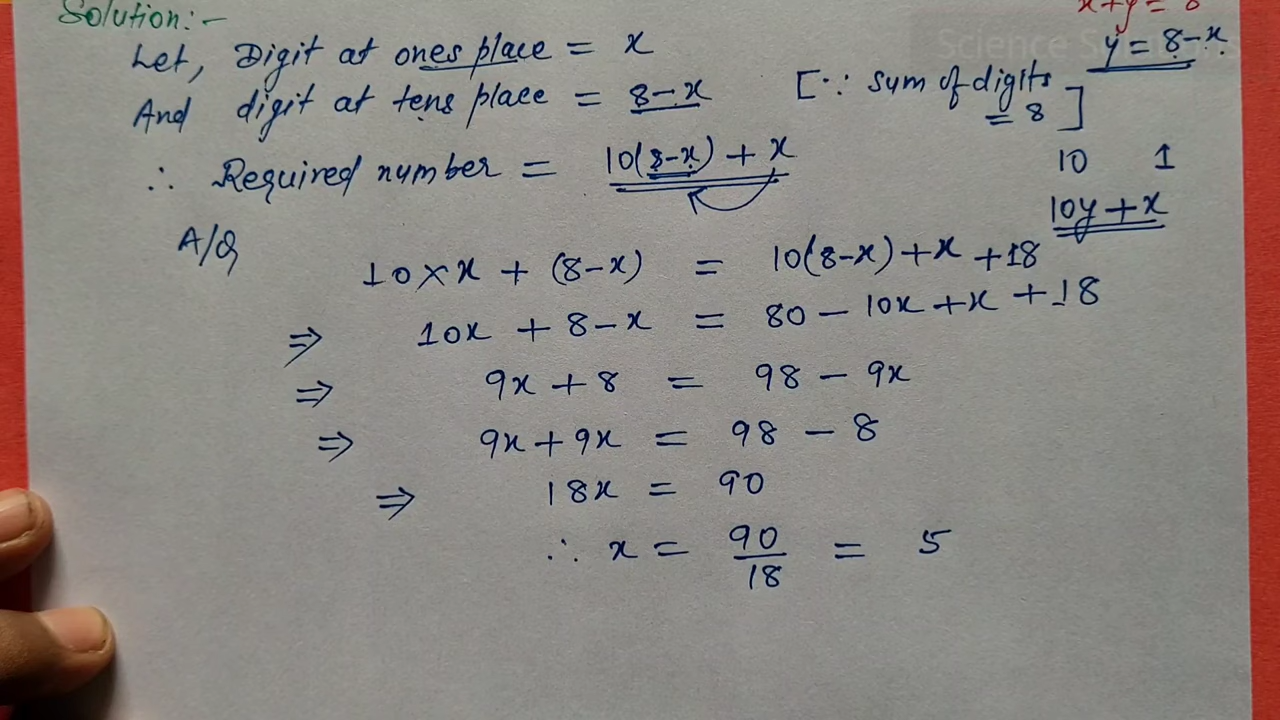 Solution:-
x+y = 8
Let, Digit at ones place = x
y = 8-x
And digit at tens place = 8-x [∵ sum of digits = 8]
∴ Required number = 10(8-x) + x
10 1
10y + x
A/Q
10 × x + (8-x) = 10(8-x) + x + 18
⇒ 10x + 8 - x = 80 - 10x + x + 18
⇒ 9x + 8 = 98 - 9x
⇒ 9x + 9x = 98 - 8
⇒ 18x = 90
∴ x = 90/18 = 5